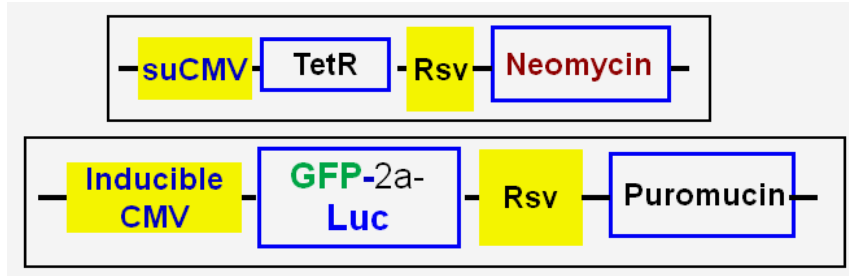 suCMV TetR Rsv Neomycin
Inducible CMV GFP-2a-Luc Rsv Puromucin